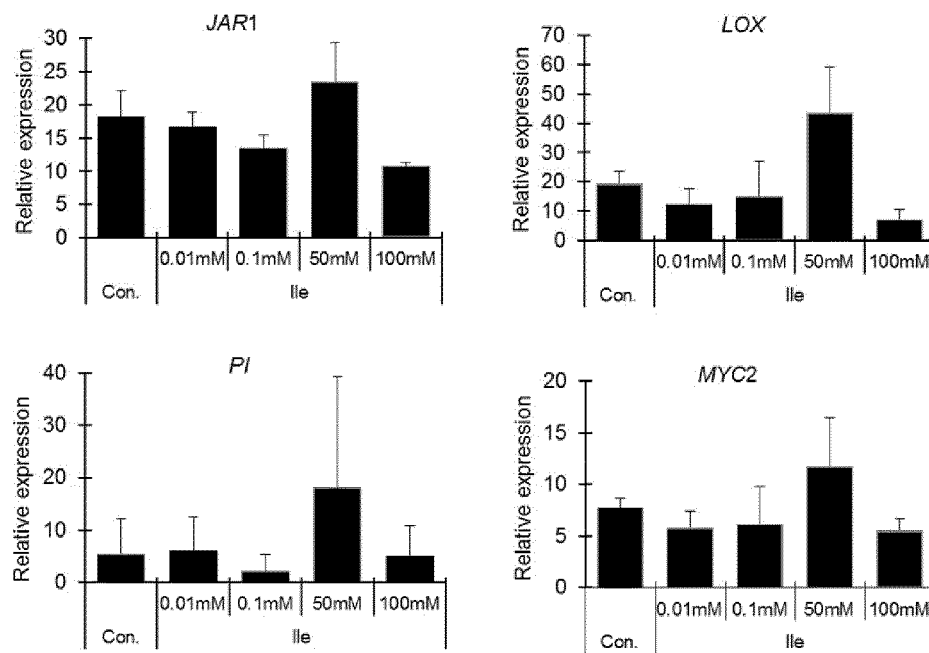 JAR1
Relative expression
30
25
20
15
10
5
0
0.01mM 0.1mM 50mM 100mM
Con. Ile
LOX
Relative expression
70
60
50
40
30
20
10
0
0.01mM 0.1mM 50mM 100mM
Con. Ile
PI
Relative expression
40
30
20
10
0
0.01mM 0.1mM 50mM 100mM
Con. Ile
MYC2
Relative expression
20
15
10
5
0
0.01mM 0.1mM 50mM 100mM
Con. Ile